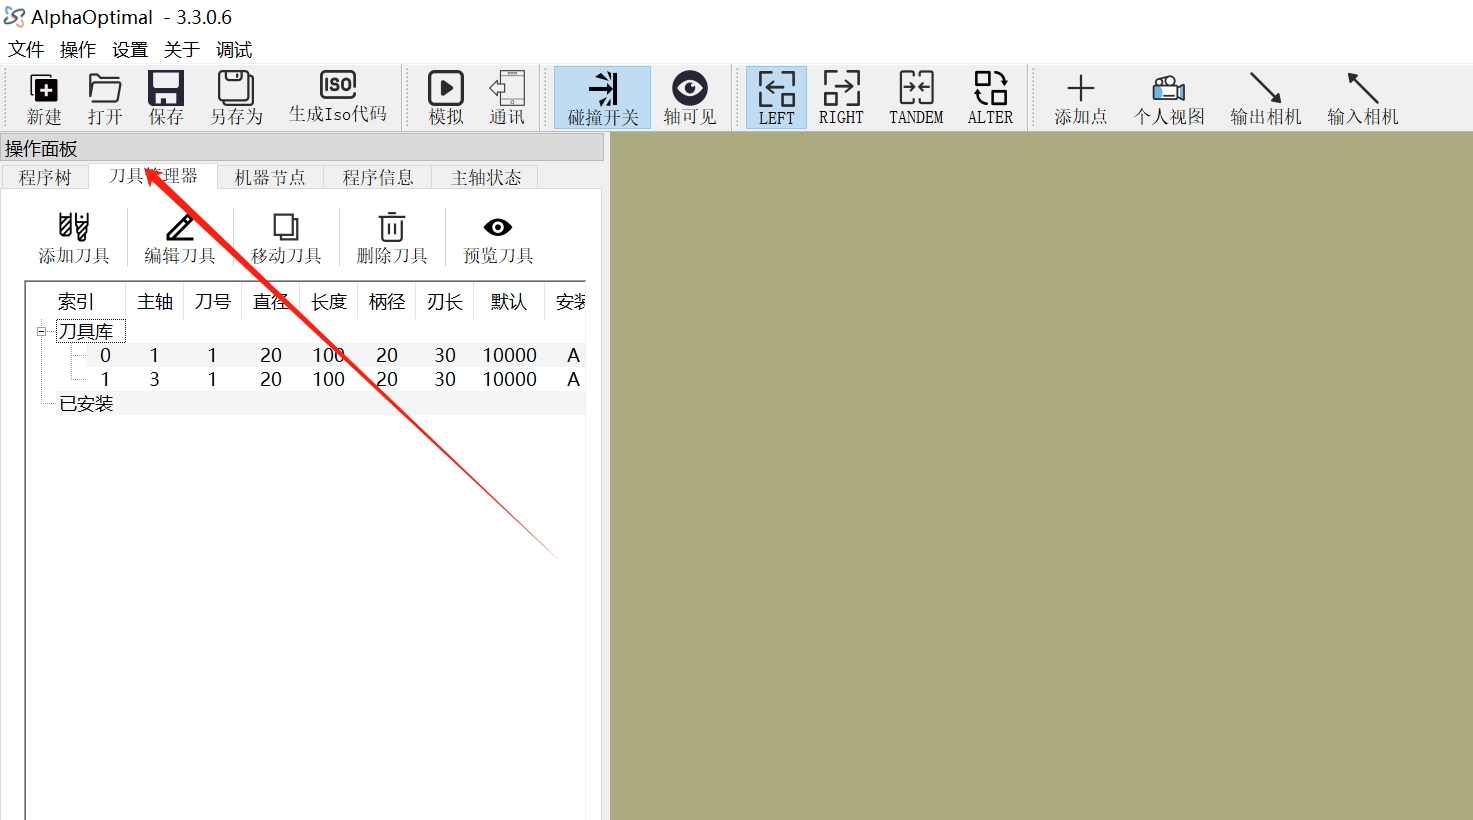 AlphaOptimal - 3.3.0.6
文件 操作 设置 关于 调试
新建 打开 保存 另存为 生成Iso代码 模拟 通讯 碰撞开关 轴可见 LEFT RIGHT TANDEM ALTER 添加点 个人视图 输出相机 输入相机
操作面板
程序树 刀具管理器 机器节点 程序信息 主轴状态
添加刀具 编辑刀具 移动刀具 删除刀具 预览刀具
索引 主轴 刀号 直径 长度 柄径 刃长 默认 安装
刀具库
0 1 1 20 100 20 30 10000 A
1 3 1 20 100 20 30 10000 A
已安装